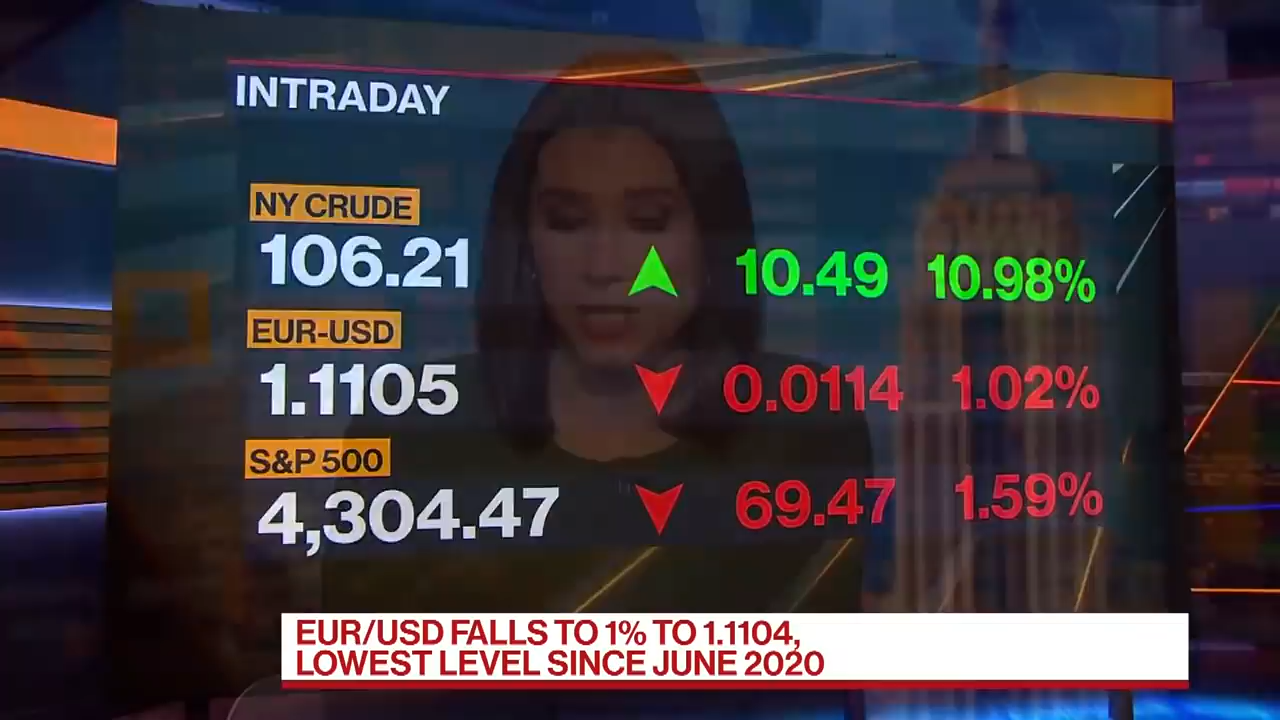 INTRADAY
NY CRUDE
106.21 10.49 10.98%
EUR-USD
1.1105 0.0114 1.02%
S&P 500
4,304.47 69.47 1.59%
EUR/USD FALLS TO 1% TO 1.1104,
LOWEST LEVEL SINCE JUNE 2020